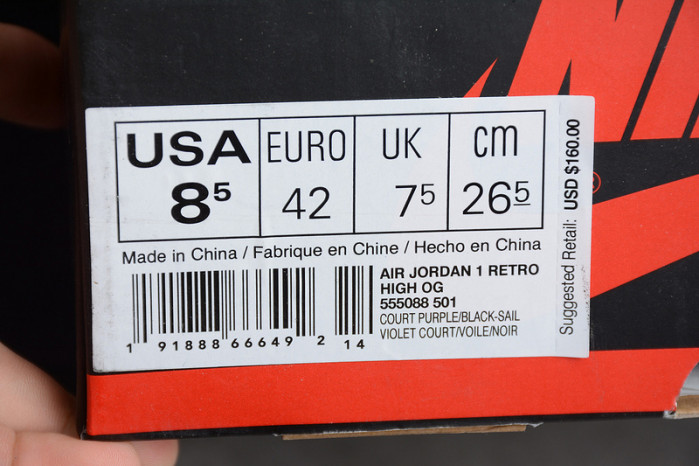 USA EURO UK cm
8⁵ 42 7⁵ 26⁵
Made in China / Fabrique en Chine / Hecho en China
AIR JORDAN 1 RETRO
HIGH OG
555088 501
COURT PURPLE/BLACK-SAIL
VIOLET COURT/VOILE/NOIR
1 91888 66649 2 14
Suggested Retail: USD $160.00
®